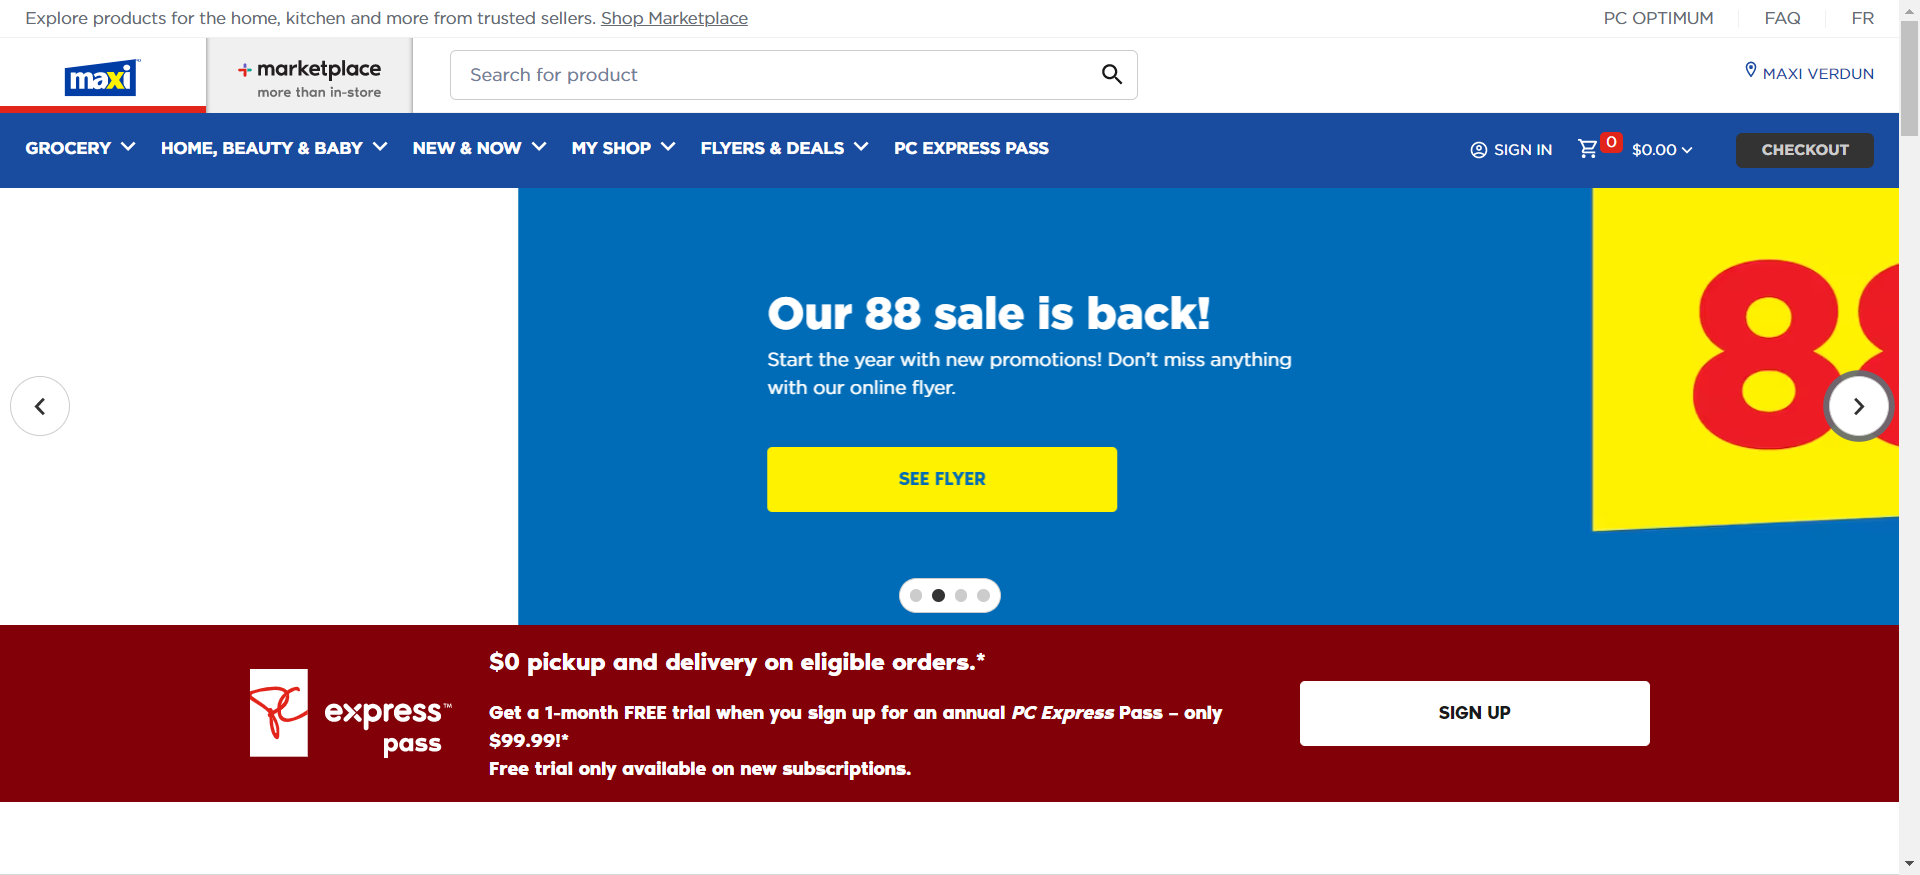 Explore products for the home, kitchen and more from trusted sellers. Shop Marketplace
PC OPTIMUM
FAQ
FR
maxi
marketplace
more than in-store
Search for product
MAXI VERDUN
GROCERY
HOME, BEAUTY & BABY
NEW & NOW
MY SHOP
FLYERS & DEALS
PC EXPRESS PASS
SIGN IN
0
$0.00
CHECKOUT
Our 88 sale is back!
Start the year with new promotions! Don't miss anything
with our online flyer.
SEE FLYER
88
$0 pickup and delivery on eligible orders.*
PC
express™
pass
Get a 1-month FREE trial when you sign up for an annual PC Express Pass – only
$99.99!*
Free trial only available on new subscriptions.
SIGN UP